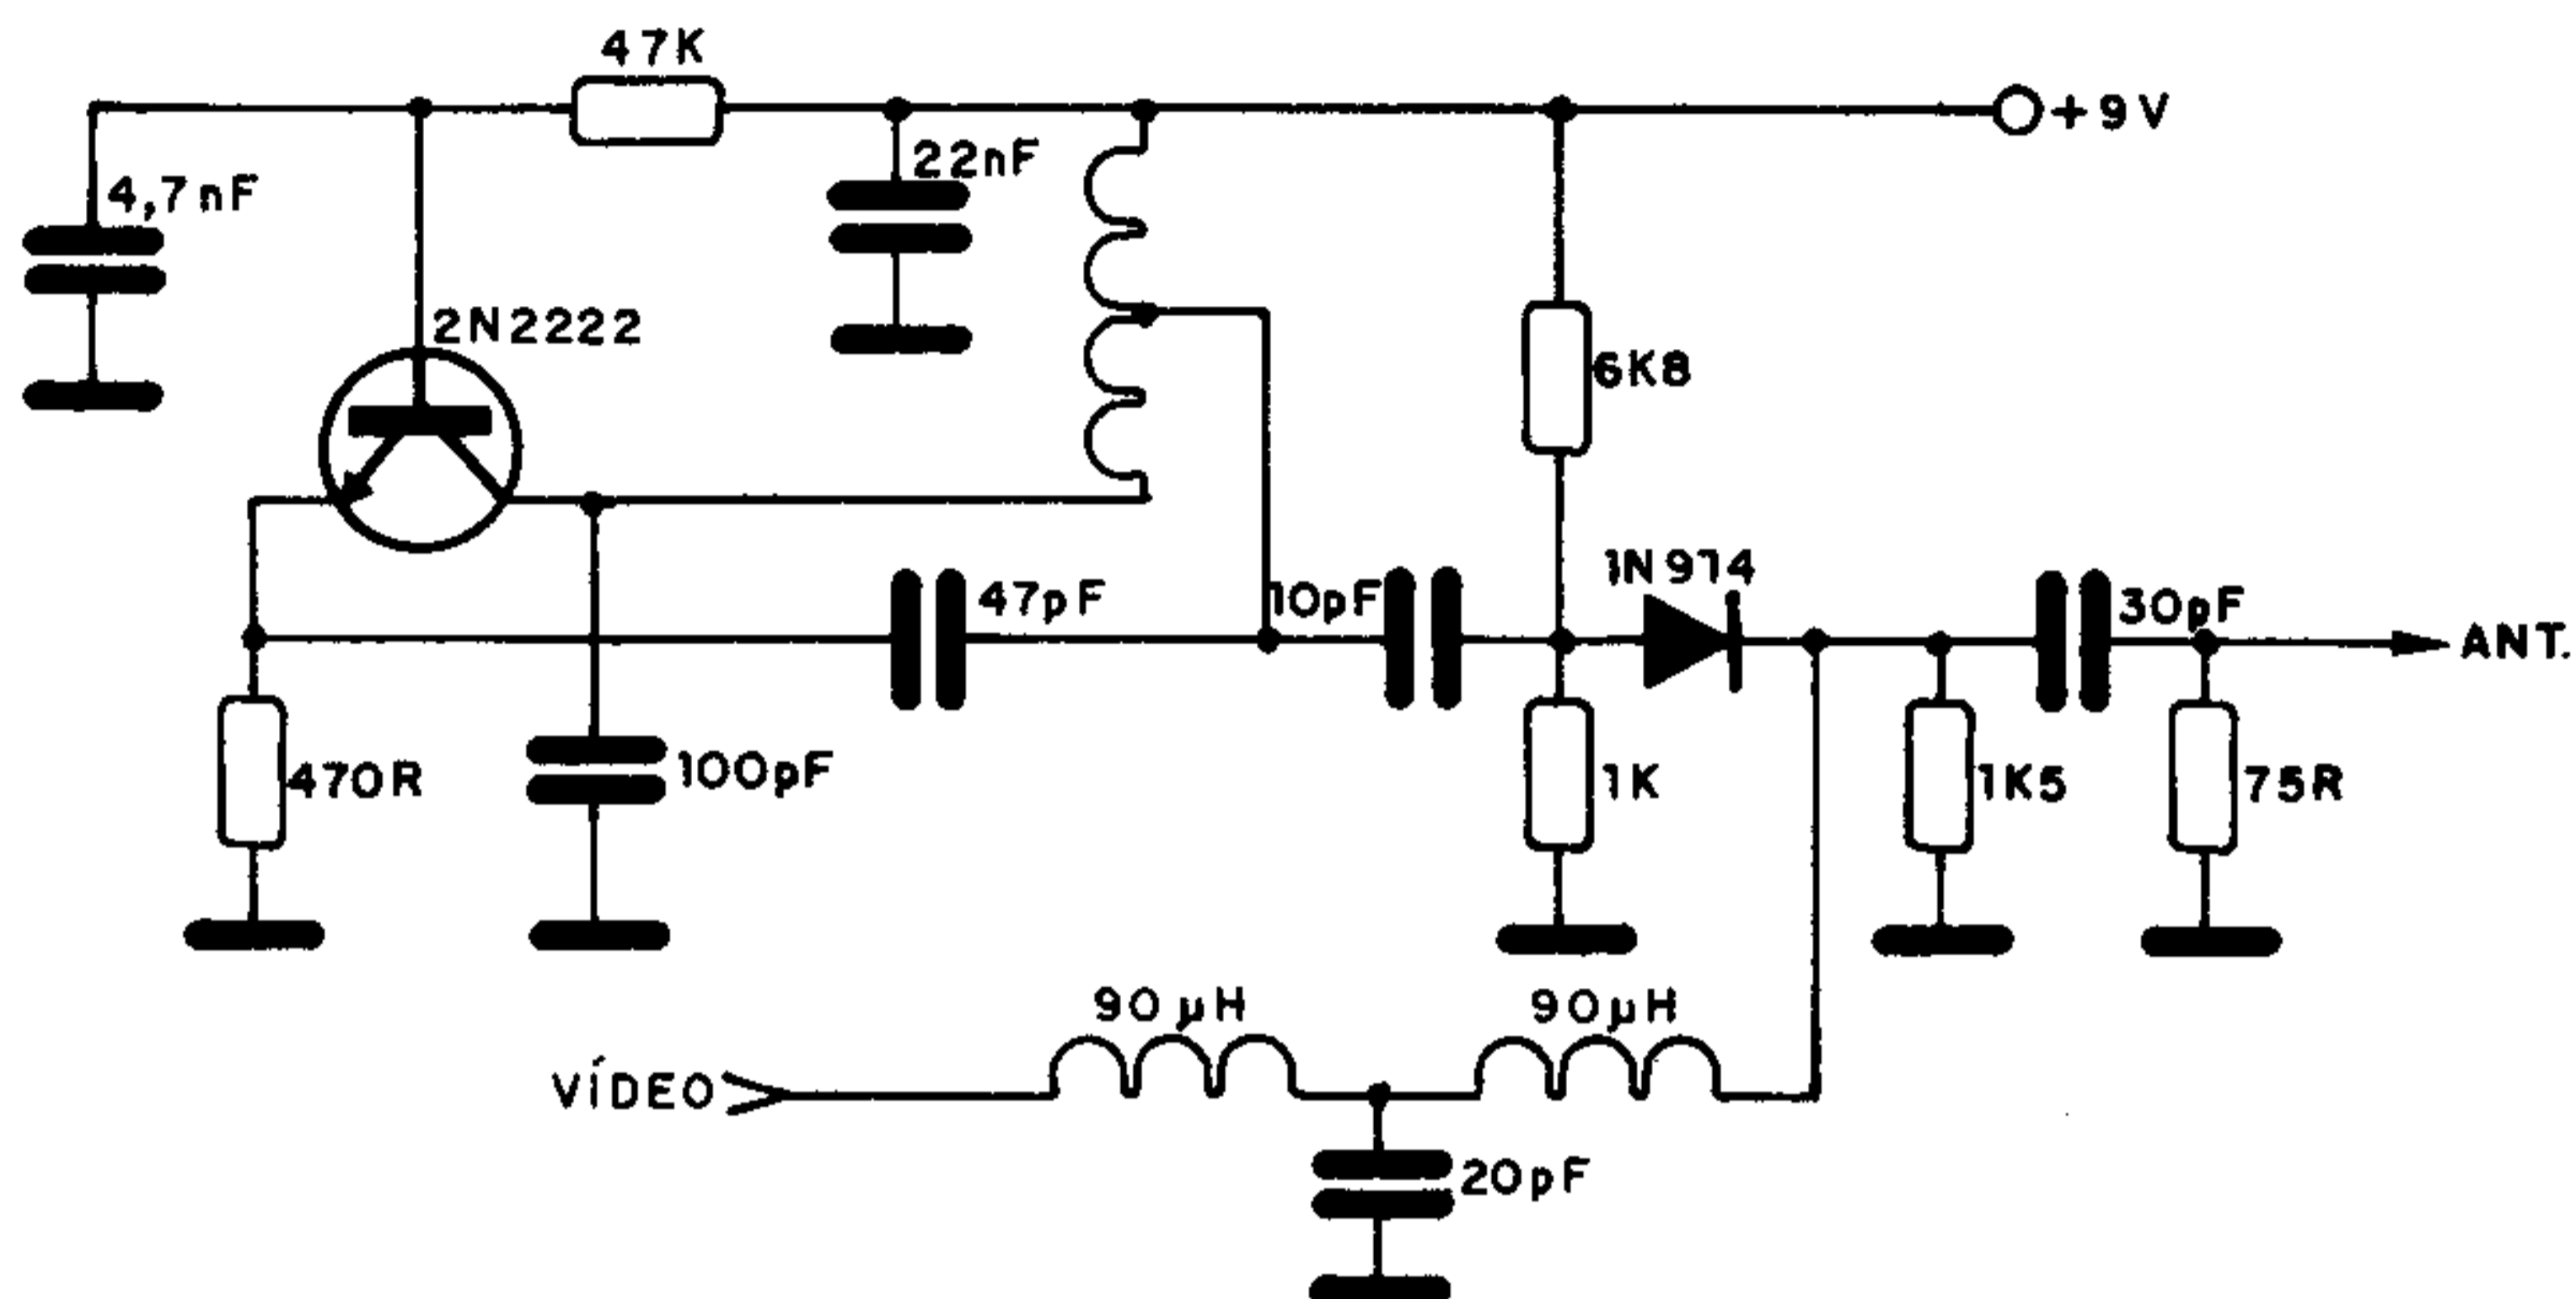 47K
+9V
4,7nF
22nF
2N2222
6K8
1N914
47pF
10pF
30pF
ANT.
470R
100pF
1K
1K5
75R
90µH
90µH
VÍDEO
20pF